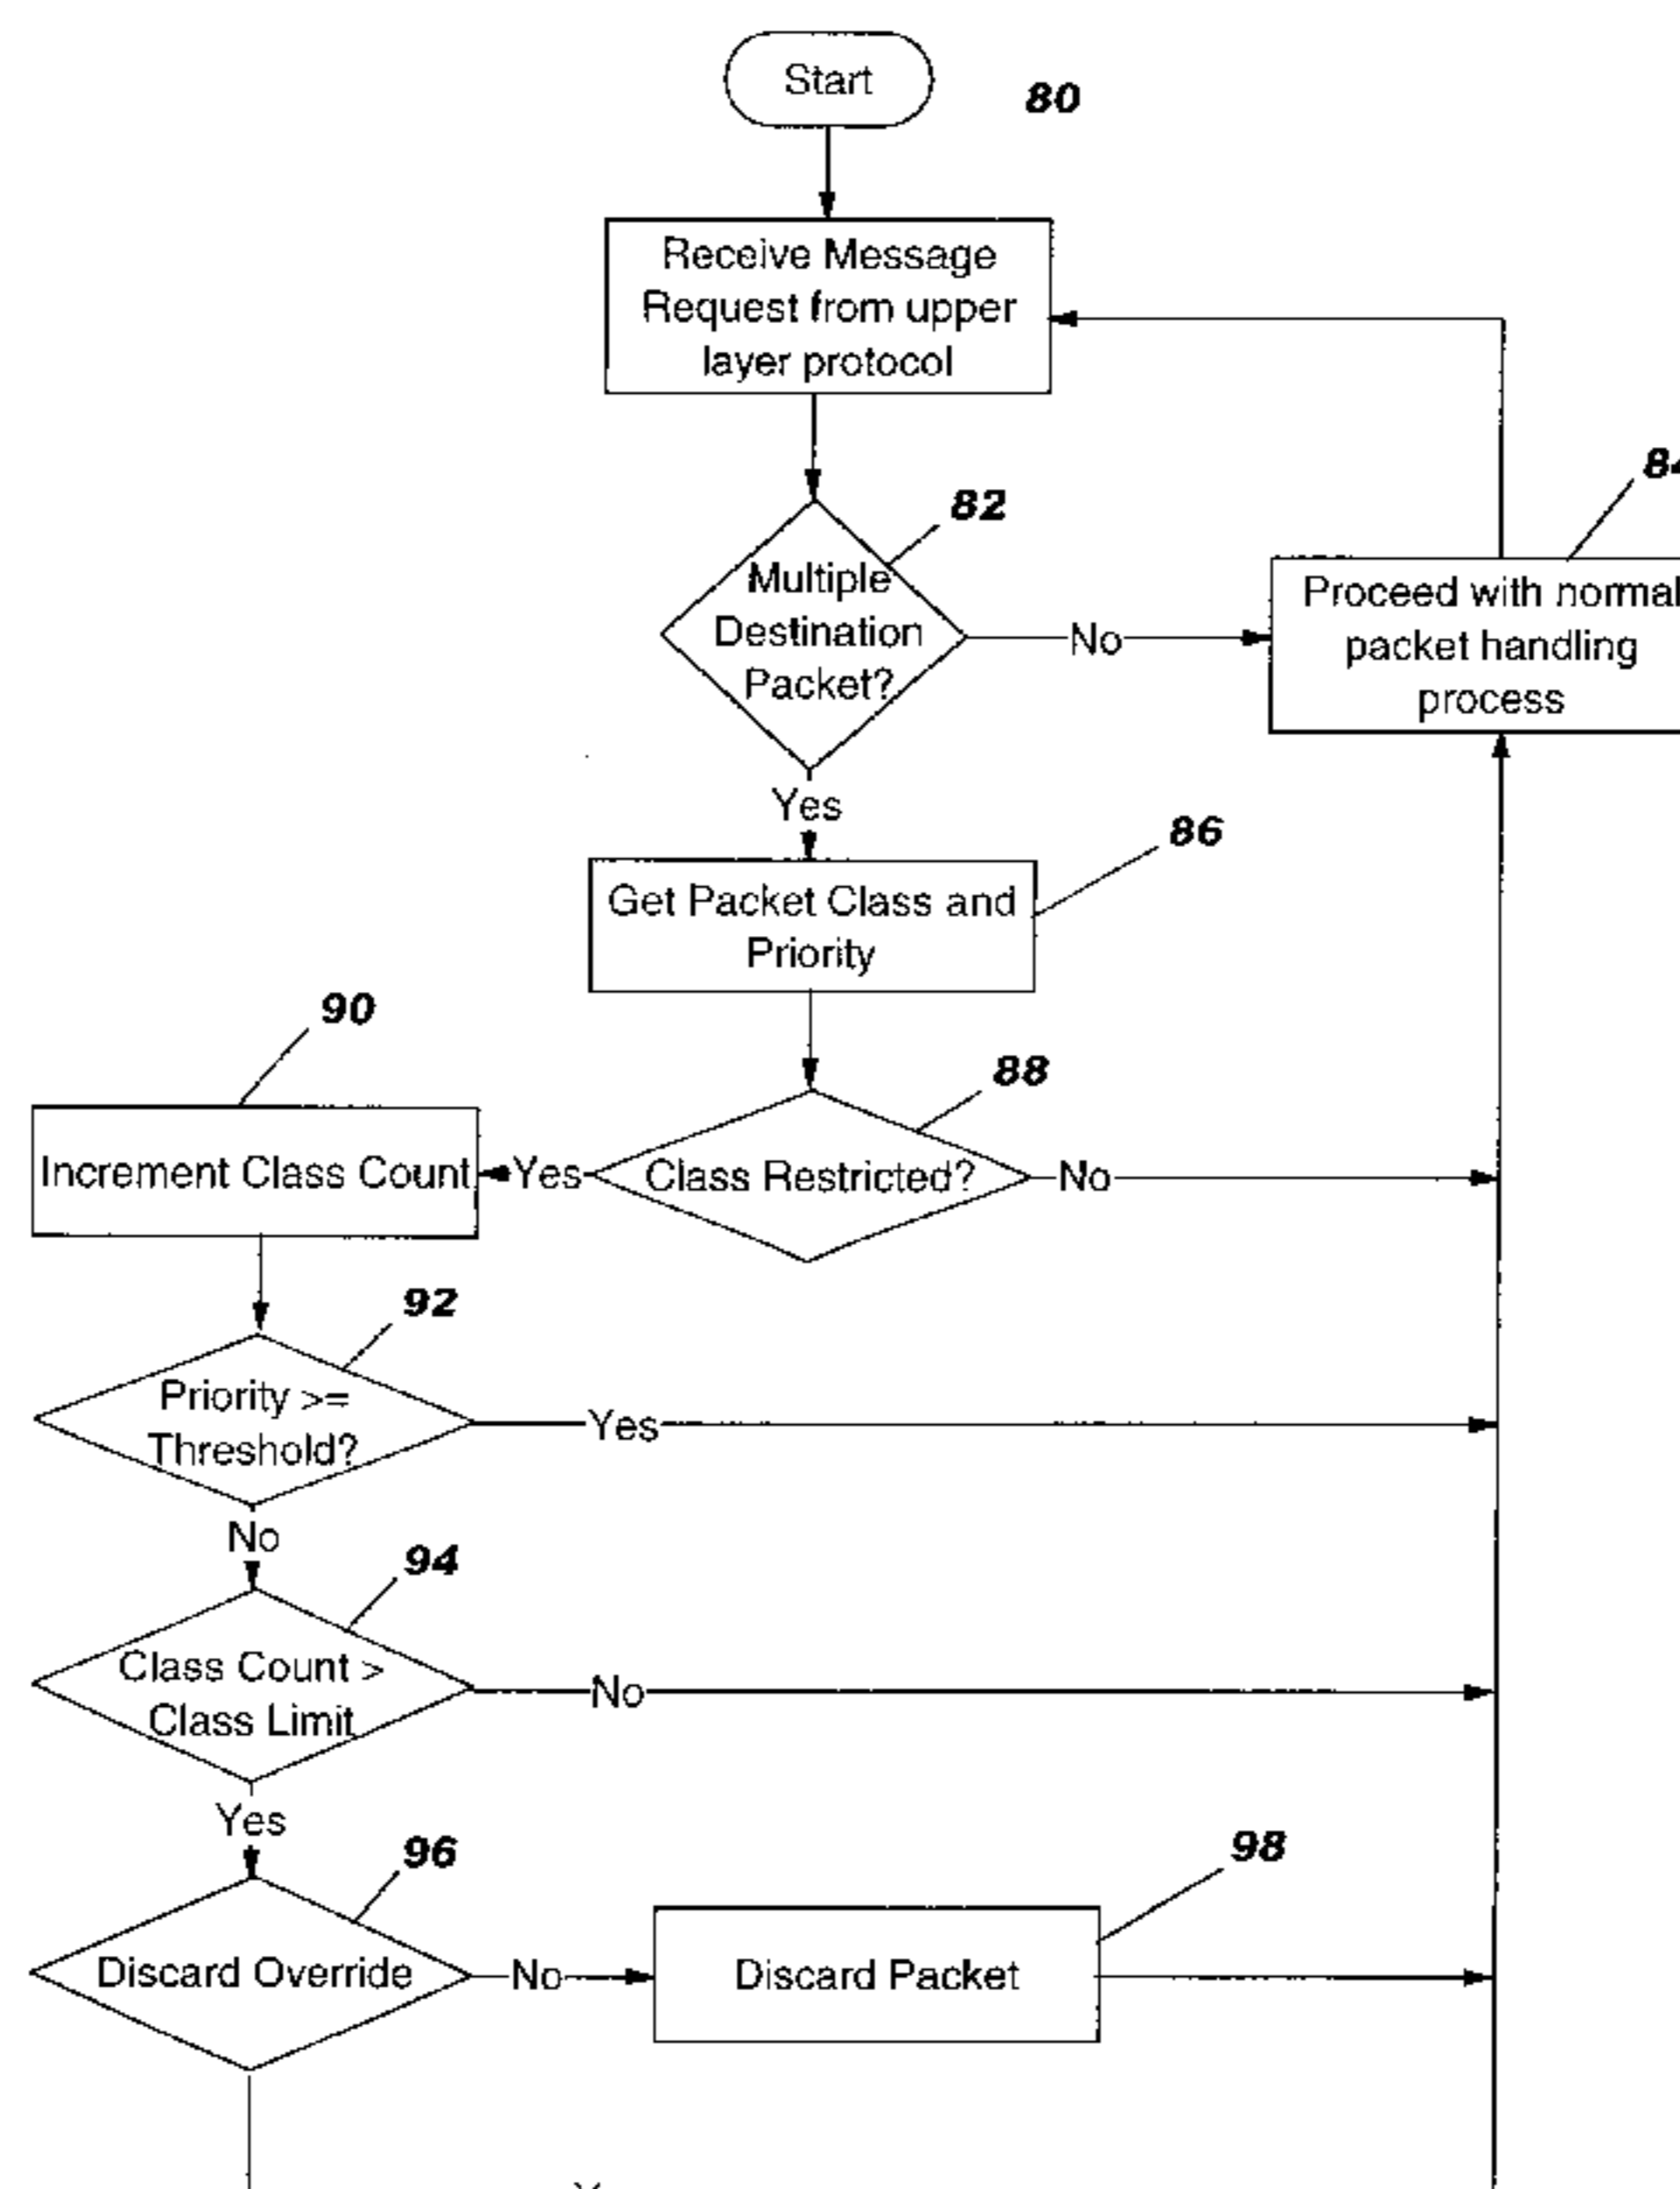 Start
80
Receive Message
Request from upper
layer protocol
82
Multiple
Destination
Packet?
No
Proceed with normal
packet handling
process
Yes
86
Get Packet Class and
Priority
90
88
Increment Class Count
Yes
Class Restricted?
No
92
Priority >=
Threshold?
Yes
No
94
Class Count >
Class Limit
No
Yes
96
98
Discard Override
No
Discard Packet